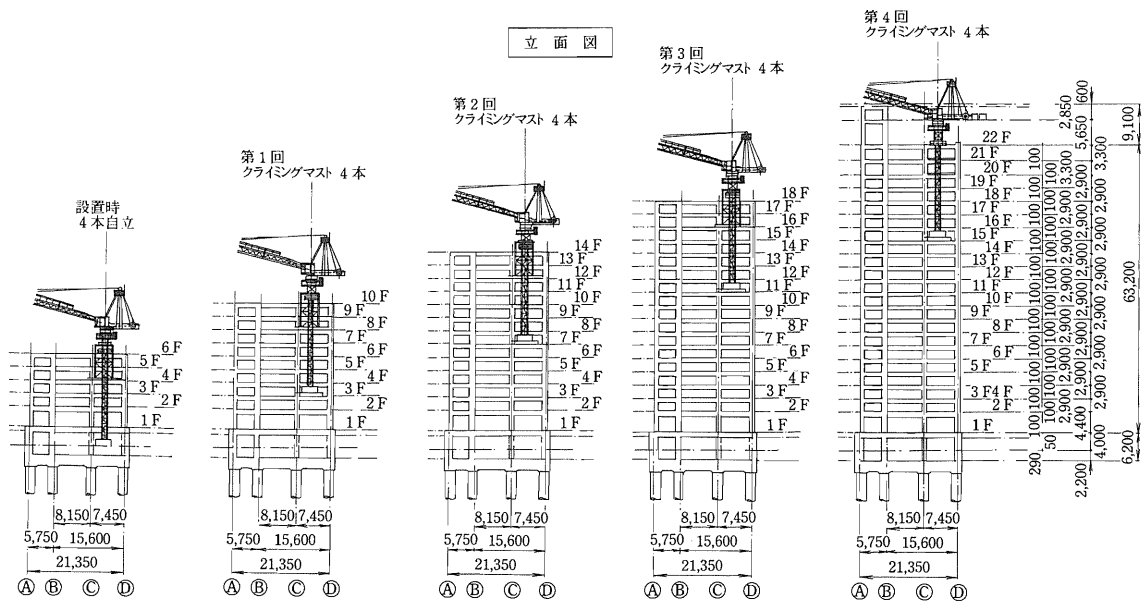 立面図
設置時
4本自立
6F
5F
4F
3F
2F
1F
8,150 7,450
5,750 15,600
21,350
Ⓐ Ⓑ Ⓒ Ⓓ
第1回
クライミングマスト 4本
10F
9F
8F
7F
6F
5F
4F
3F
2F
1F
8,150 7,450
5,750 15,600
21,350
Ⓐ Ⓑ Ⓒ Ⓓ
第2回
クライミングマスト 4本
14F
13F
12F
11F
10F
9F
8F
7F
6F
5F
4F
3F
2F
1F
8,150 7,450
5,750 15,600
21,350
Ⓐ Ⓑ Ⓒ Ⓓ
第3回
クライミングマスト 4本
18F
17F
16F
15F
14F
13F
12F
11F
10F
9F
8F
7F
6F
5F
4F
3F
2F
1F
8,150 7,450
5,750 15,600
21,350
Ⓐ Ⓑ Ⓒ Ⓓ
第4回
クライミングマスト 4本
22F
21F
20F
19F
18F
17F
16F
15F
14F
13F
12F
11F
10F
9F
8F
7F
6F
5F
3F4F
2F
1F
8,150 7,450
5,750 15,600
21,350
Ⓐ Ⓑ Ⓒ Ⓓ
600
2,850
5,650
9,100
3,300
3,300
63,200
4,400
4,000
6,200
2,200
50
290